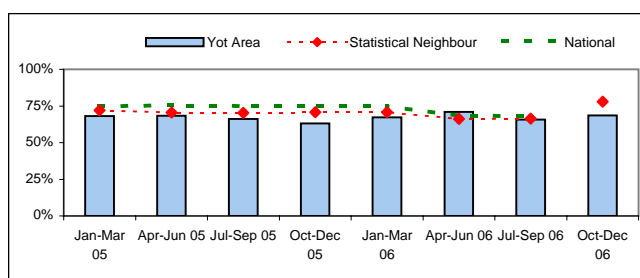 Yot Area Statistical Neighbour National
100%
75%
50%
25%
0%
Jan-Mar Apr-Jun 05 Jul-Sep 05 Oct-Dec Jan-Mar Apr-Jun 06 Jul-Sep 06 Oct-Dec
05 05 06 06